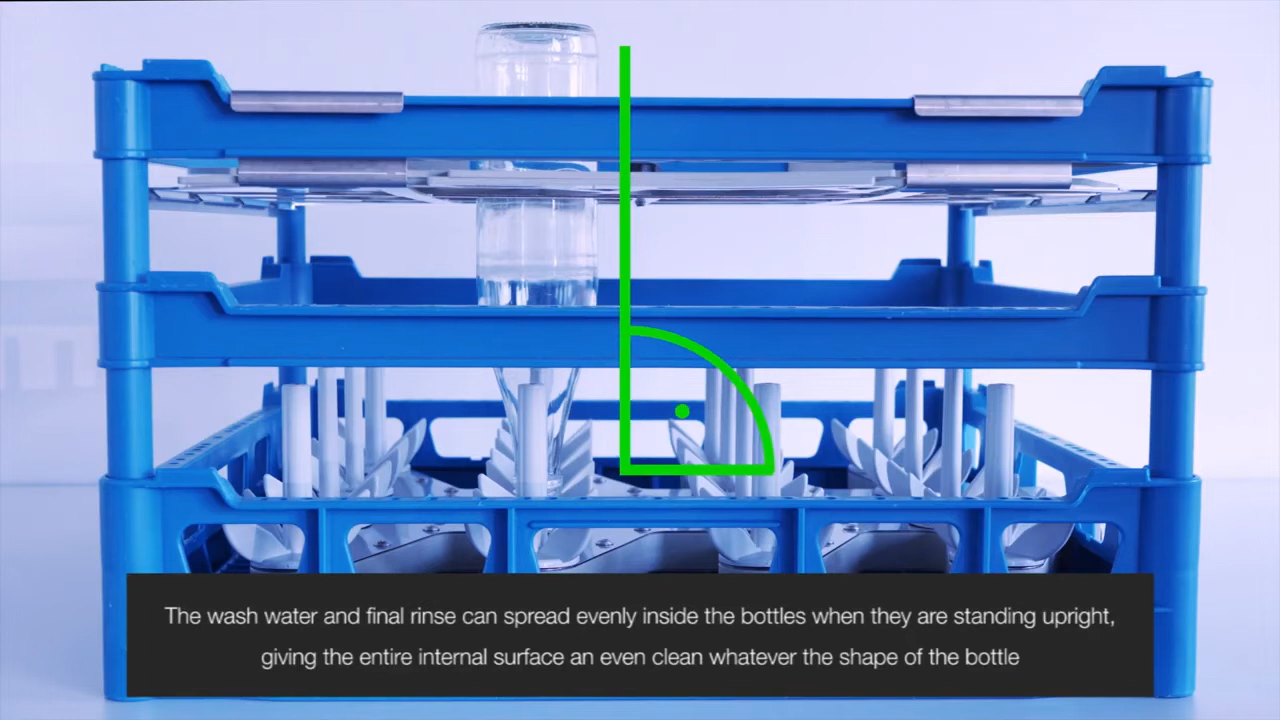 The wash water and final rinse can spread evenly inside the bottles when they are standing upright,
giving the entire internal surface an even clean whatever the shape of the bottle